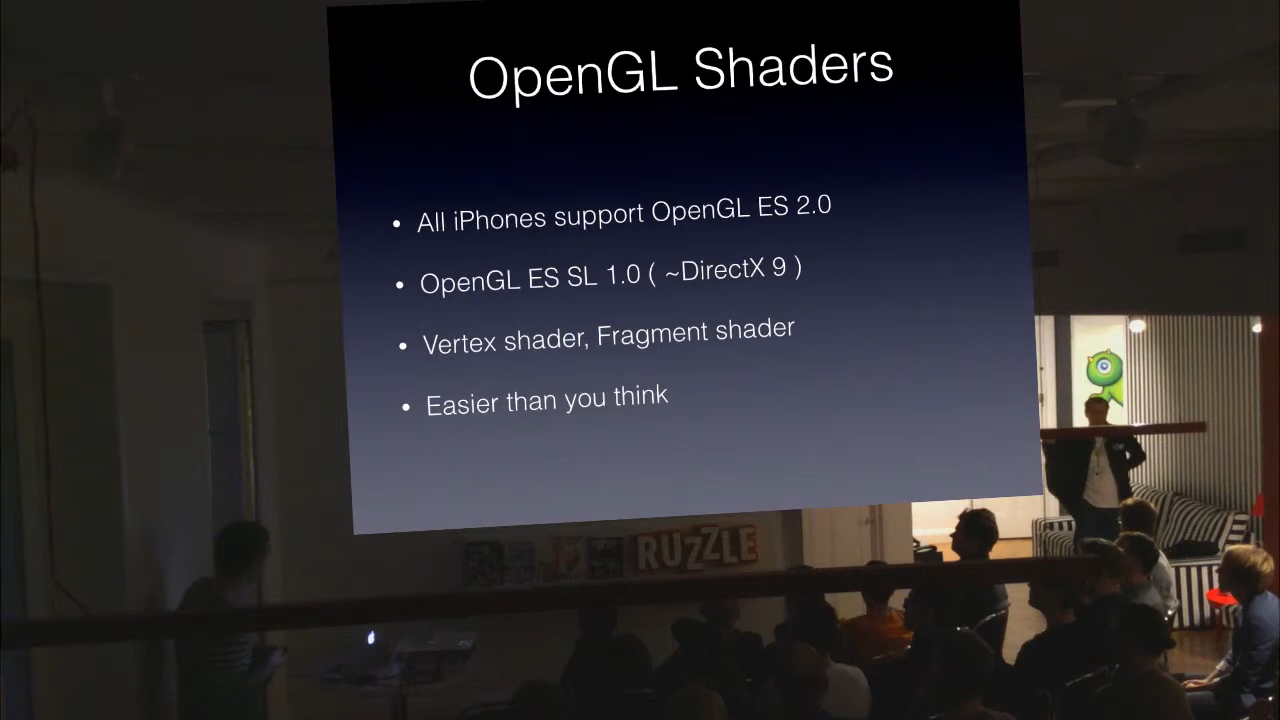 OpenGL Shaders
• All iPhones support OpenGL ES 2.0
• OpenGL ES SL 1.0 ( ~DirectX 9 )
• Vertex shader, Fragment shader
• Easier than you think
RUZZLE